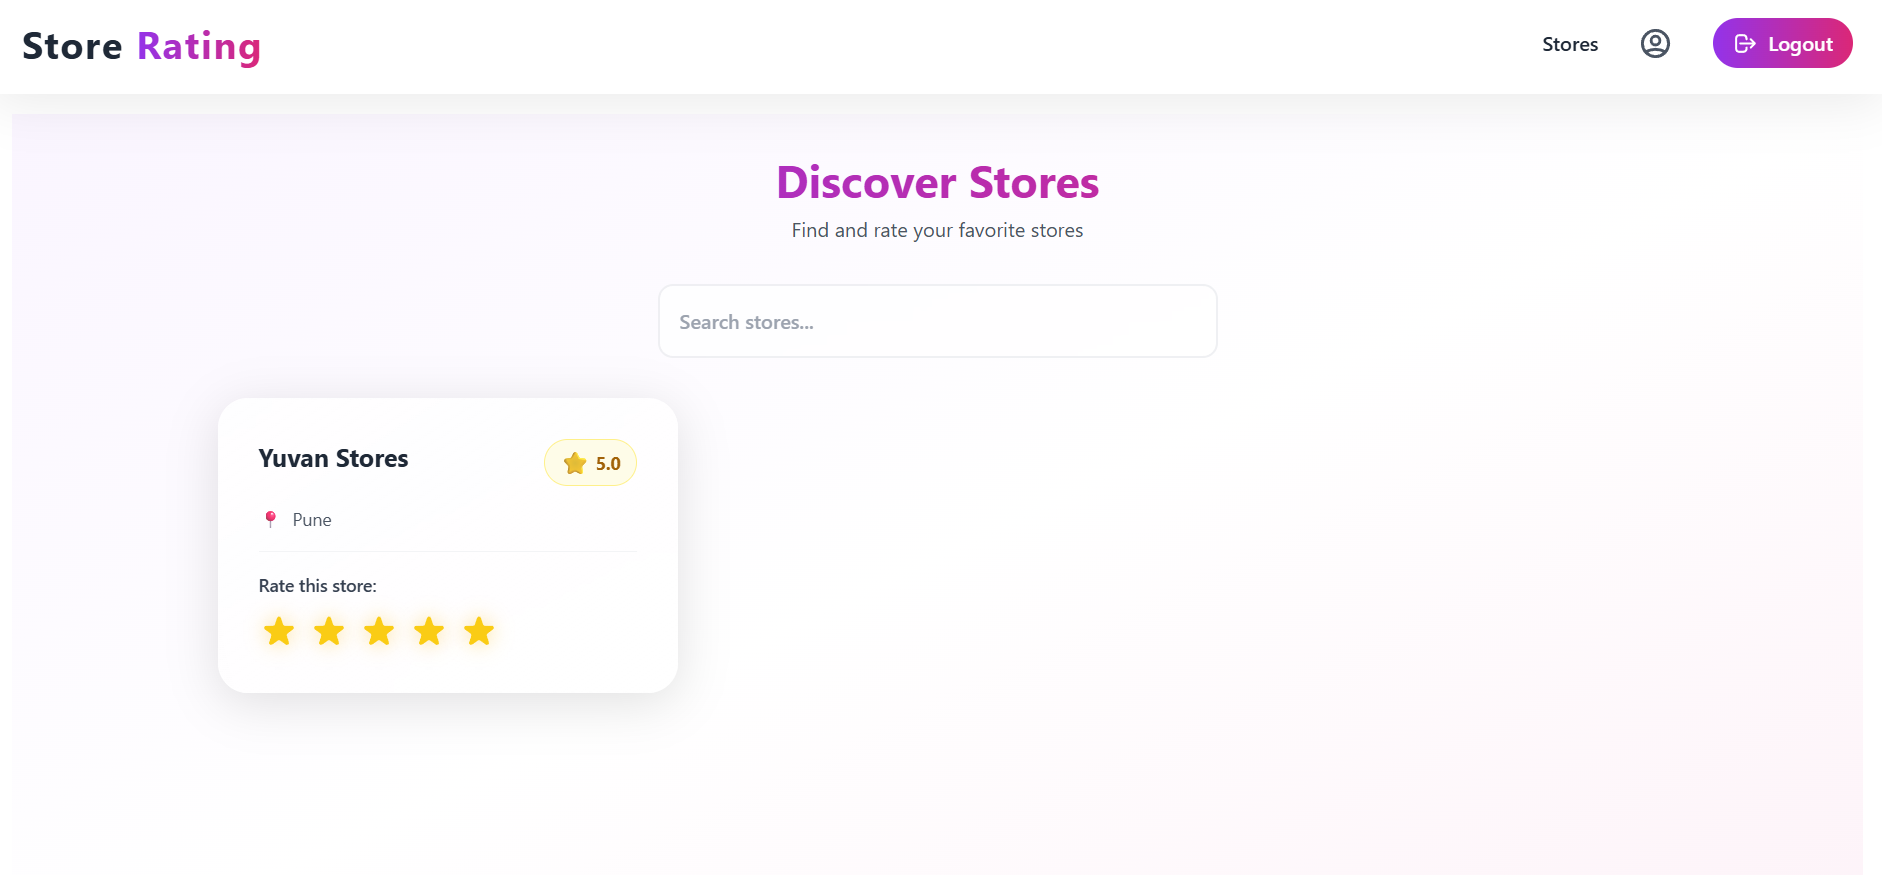 Store Rating
Stores
Logout
Discover Stores
Find and rate your favorite stores
Search stores...
Yuvan Stores
5.0
Pune
Rate this store: